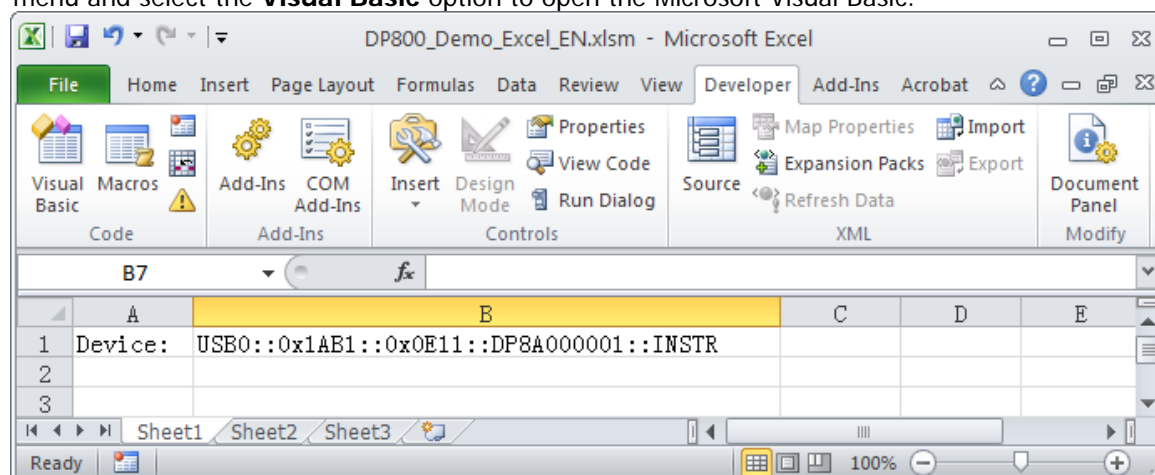 menu and select the Visual Basic option to open the Microsoft Visual Basic.
DP800_Demo_Excel_EN.xlsm - Microsoft Excel
File Home Insert Page Layout Formulas Data Review View Developer Add-Ins Acrobat
Visual Basic Macros
Code
Add-Ins COM Add-Ins
Add-Ins
Insert Design Mode Properties View Code Run Dialog
Controls
Source Map Properties Expansion Packs Refresh Data Import Export
XML
Document Panel
Modify
B7 fx
A B C D E
1 Device: USB0::0x1AB1::0x0E11::DP8A000001::INSTR
2
3
Sheet1 Sheet2 Sheet3
Ready 100%